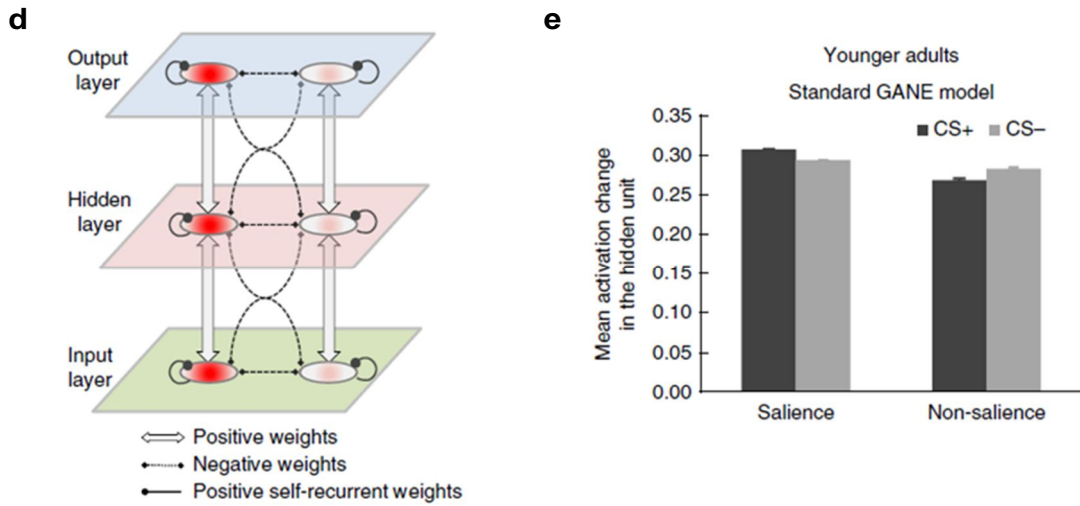 d
Output
layer
Hidden
layer
Input
layer
Positive weights
Negative weights
Positive self-recurrent weights
e
Younger adults
Standard GANE model
CS+ CS–
Mean activation change
in the hidden unit
0.35
0.30
0.25
0.20
0.15
0.10
0.05
0.00
Salience Non-salience